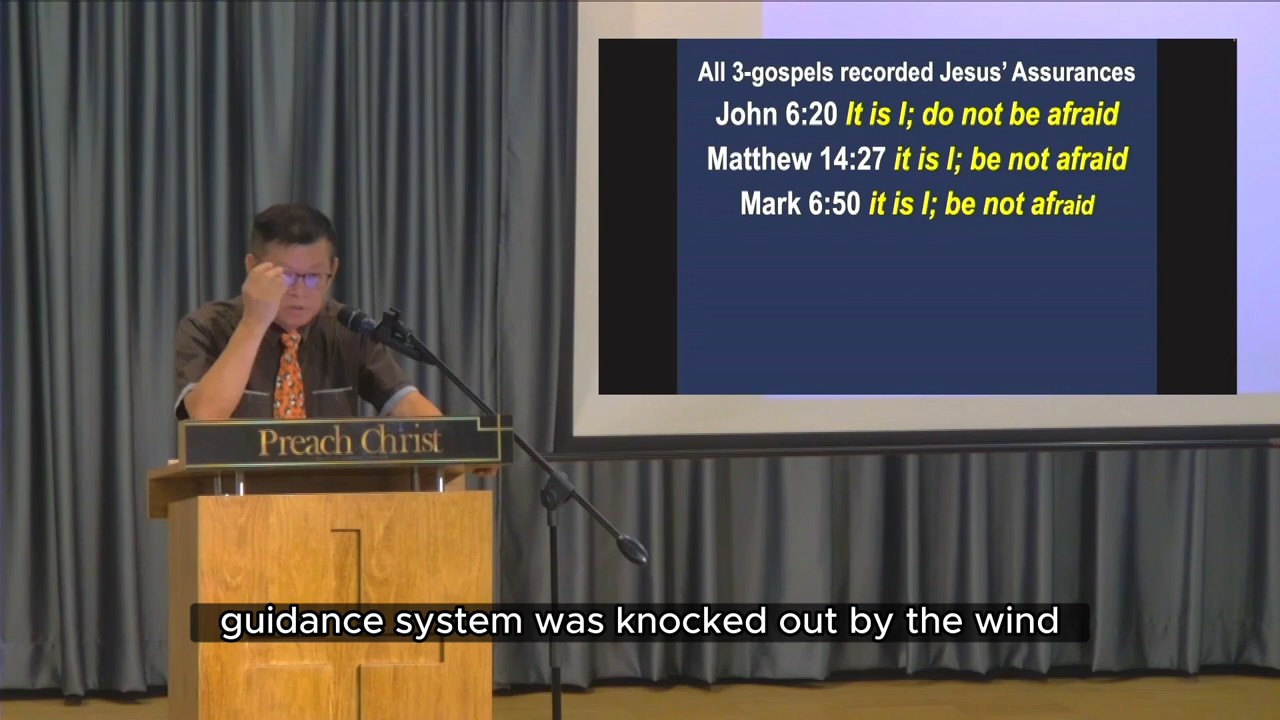 All 3-gospels recorded Jesus’ Assurances
John 6:20 It is I; do not be afraid
Matthew 14:27 it is I; be not afraid
Mark 6:50 it is I; be not afraid
Preach Christ
guidance system was knocked out by the wind